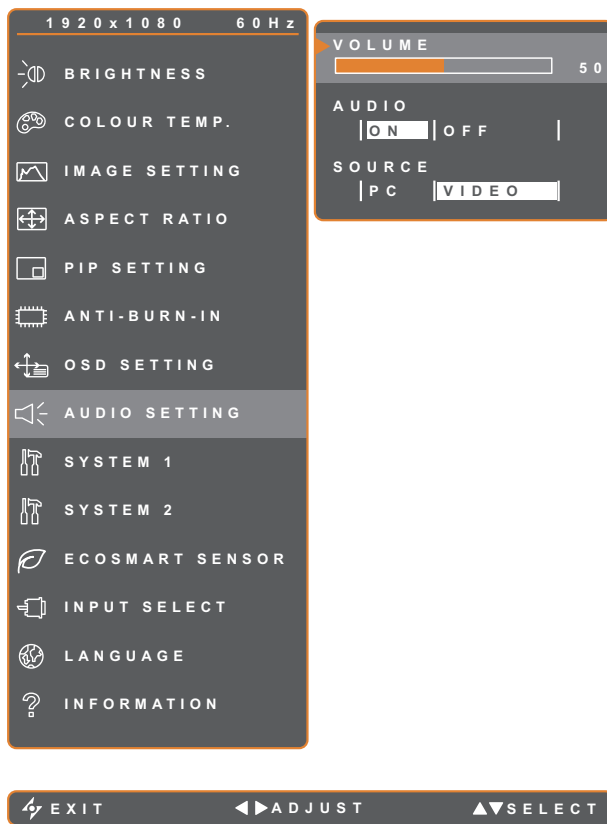 1920x1080 60Hz
BRIGHTNESS
COLOUR TEMP.
IMAGE SETTING
ASPECT RATIO
PIP SETTING
ANTI-BURN-IN
OSD SETTING
AUDIO SETTING
SYSTEM 1
SYSTEM 2
ECOSMART SENSOR
INPUT SELECT
LANGUAGE
INFORMATION
VOLUME
50
AUDIO
ON OFF
SOURCE
PC VIDEO
EXIT ADJUST SELECT